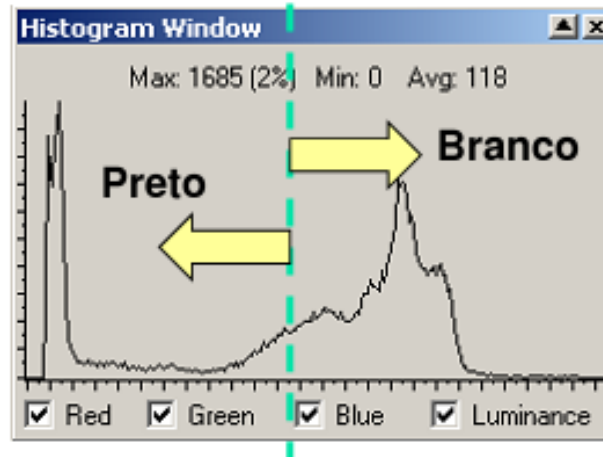 Histogram Window
Max: 1685 (2%) Min: 0 Avg: 118
Branco
Preto
Red Green Blue Luminance